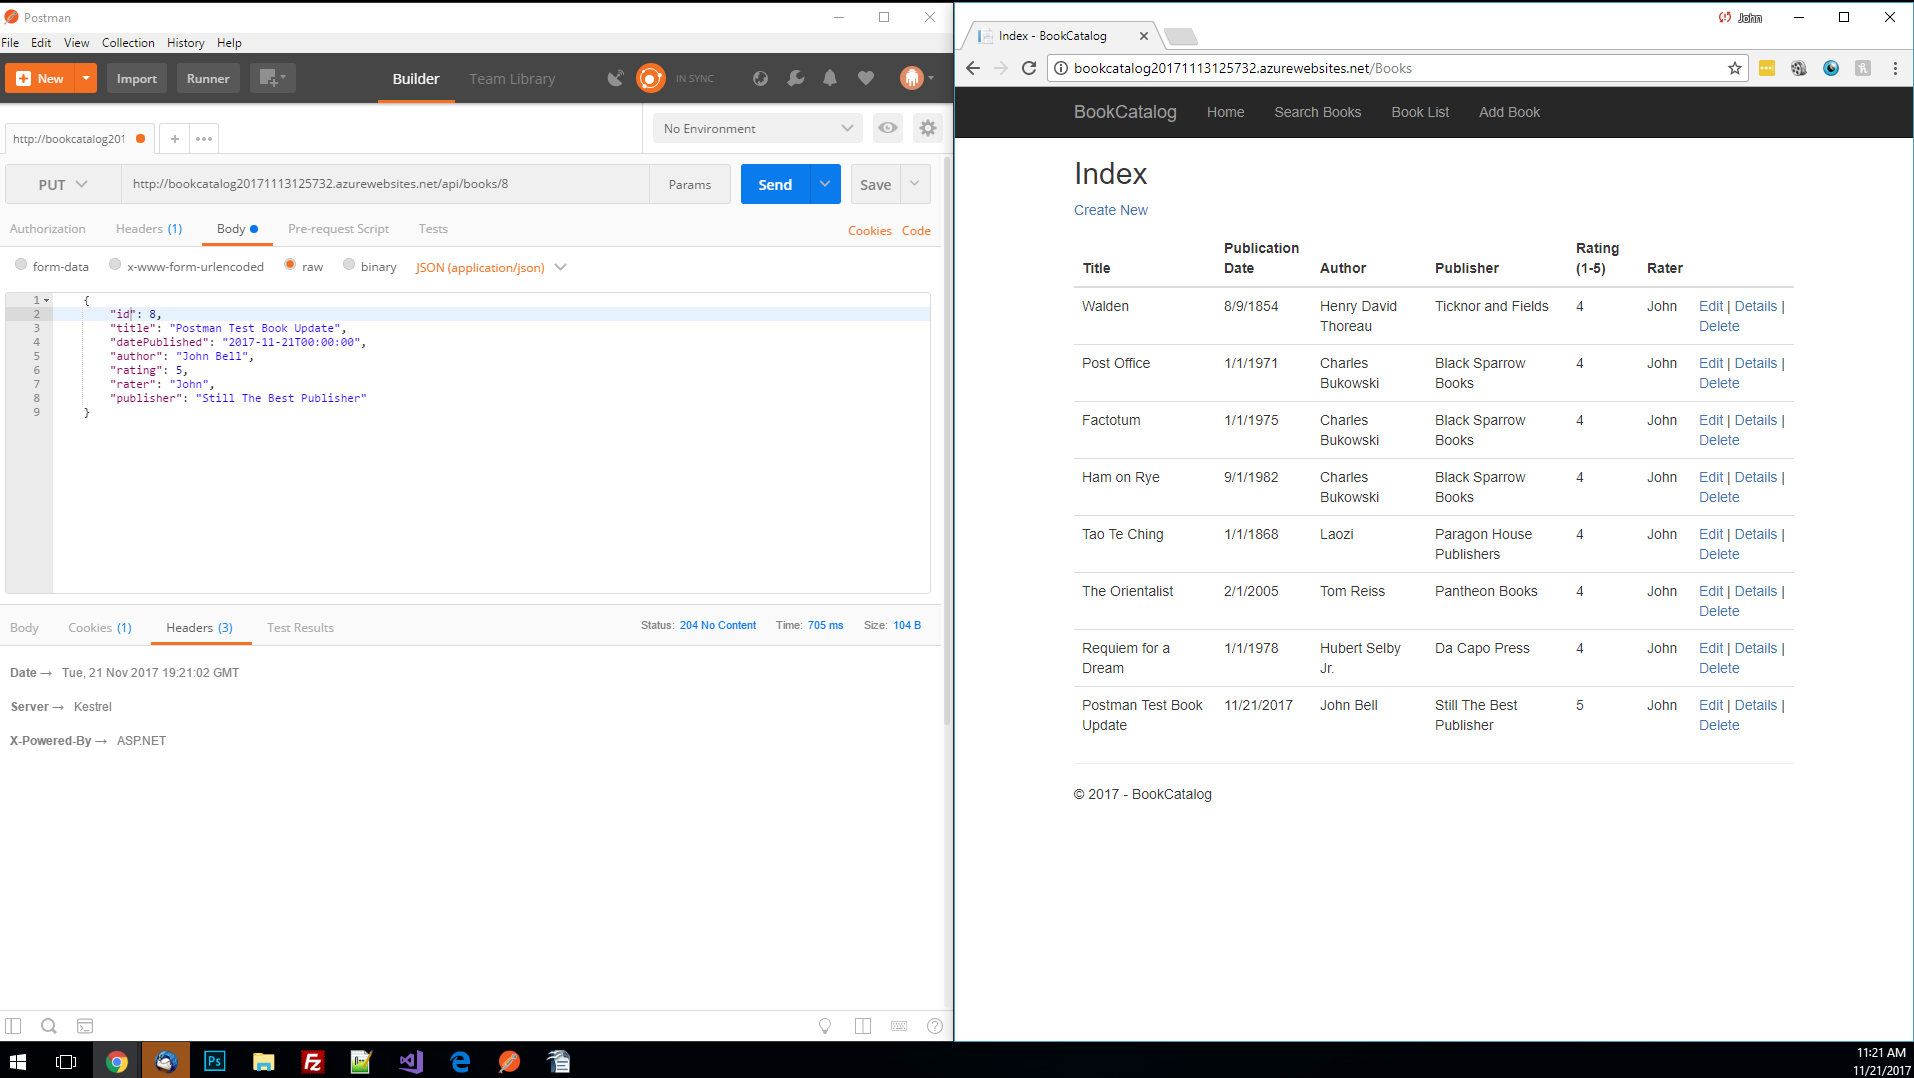 Postman
File Edit View Collection History Help
New Import Runner Builder Team Library IN SYNC
http://bookcatalog201 + ••• No Environment
PUT http://bookcatalog20171113125732.azurewebsites.net/api/books/8 Params Send Save
Authorization Headers (1) Body Pre-request Script Tests Cookies Code
form-data x-www-form-urlencoded raw binary JSON (application/json)
1 {
2 "id": 8,
3 "title": "Postman Test Book Update",
4 "datePublished": "2017-11-21T00:00:00",
5 "author": "John Bell",
6 "rating": 5,
7 "rater": "John",
8 "publisher": "Still The Best Publisher"
9 }
Body Cookies (1) Headers (3) Test Results Status: 204 No Content Time: 705 ms Size: 104 B
Date → Tue, 21 Nov 2017 19:21:02 GMT
Server → Kestrel
X-Powered-By → ASP.NET
John
Index - BookCatalog
bookcatalog20171113125732.azurewebsites.net/Books
BookCatalog Home Search Books Book List Add Book
Index
Create New
Publication Rating
Title Date Author Publisher (1-5) Rater
Walden 8/9/1854 Henry David Ticknor and Fields 4 John Edit | Details |
Thoreau Delete
Post Office 1/1/1971 Charles Black Sparrow 4 John Edit | Details |
Bukowski Books Delete
Factotum 1/1/1975 Charles Black Sparrow 4 John Edit | Details |
Bukowski Books Delete
Ham on Rye 9/1/1982 Charles Black Sparrow 4 John Edit | Details |
Bukowski Books Delete
Tao Te Ching 1/1/1868 Laozi Paragon House 4 John Edit | Details |
Publishers Delete
The Orientalist 2/1/2005 Tom Reiss Pantheon Books 4 John Edit | Details |
Delete
Requiem for a 1/1/1978 Hubert Selby Da Capo Press 4 John Edit | Details |
Dream Jr. Delete
Postman Test Book 11/21/2017 John Bell Still The Best 5 John Edit | Details |
Update Publisher Delete
© 2017 - BookCatalog
Ps
Fz
11:21 AM
11/21/2017